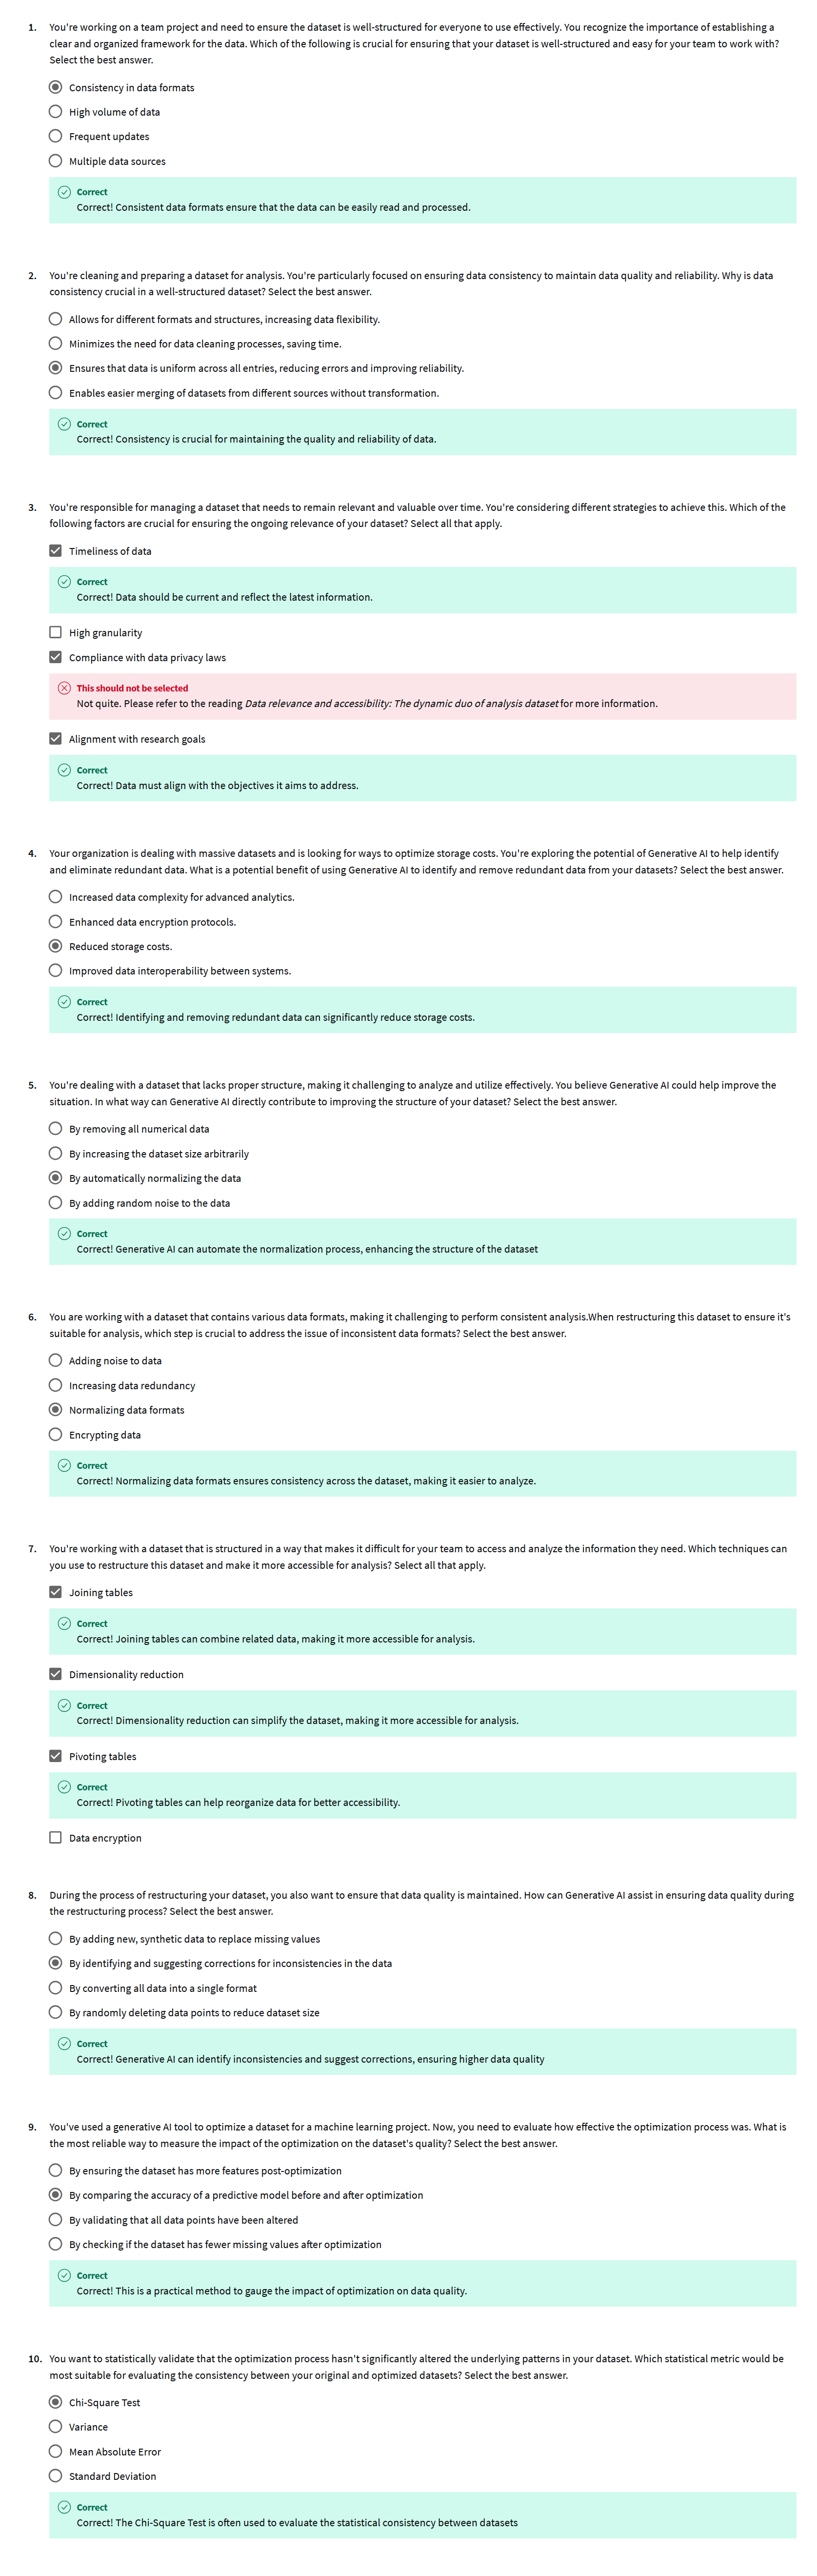 1. You're working on a team project and need to ensure the dataset is well-structured for everyone to use effectively. You recognize the importance of establishing a
clear and organized framework for the data. Which of the following is crucial for ensuring that your dataset is well-structured and easy for your team to work with?
Select the best answer.
Consistency in data formats
High volume of data
Frequent updates
Multiple data sources
Correct
Correct! Consistent data formats ensure that the data can be easily read and processed.
2. You're cleaning and preparing a dataset for analysis. You're particularly focused on ensuring data consistency to maintain data quality and reliability. Why is data
consistency crucial in a well-structured dataset? Select the best answer.
Allows for different formats and structures, increasing data flexibility.
Minimizes the need for data cleaning processes, saving time.
Ensures that data is uniform across all entries, reducing errors and improving reliability.
Enables easier merging of datasets from different sources without transformation.
Correct
Correct! Consistency is crucial for maintaining the quality and reliability of data.
3. You're responsible for managing a dataset that needs to remain relevant and valuable over time. You're considering different strategies to achieve this. Which of the
following factors are crucial for ensuring the ongoing relevance of your dataset? Select all that apply.
Timeliness of data
Correct
Correct! Data should be current and reflect the latest information.
High granularity
Compliance with data privacy laws
This should not be selected
Not quite. Please refer to the reading Data relevance and accessibility: The dynamic duo of analysis dataset for more information.
Alignment with research goals
Correct
Correct! Data must align with the objectives it aims to address.
4. Your organization is dealing with massive datasets and is looking for ways to optimize storage costs. You're exploring the potential of Generative AI to help identify
and eliminate redundant data. What is a potential benefit of using Generative AI to identify and remove redundant data from your datasets? Select the best answer.
Increased data complexity for advanced analytics.
Enhanced data encryption protocols.
Reduced storage costs.
Improved data interoperability between systems.
Correct
Correct! Identifying and removing redundant data can significantly reduce storage costs.
5. You're dealing with a dataset that lacks proper structure, making it challenging to analyze and utilize effectively. You believe Generative AI could help improve the
situation. In what way can Generative AI directly contribute to improving the structure of your dataset? Select the best answer.
By removing all numerical data
By increasing the dataset size arbitrarily
By automatically normalizing the data
By adding random noise to the data
Correct
Correct! Generative AI can automate the normalization process, enhancing the structure of the dataset
6. You are working with a dataset that contains various data formats, making it challenging to perform consistent analysis.When restructuring this dataset to ensure it's
suitable for analysis, which step is crucial to address the issue of inconsistent data formats? Select the best answer.
Adding noise to data
Increasing data redundancy
Normalizing data formats
Encrypting data
Correct
Correct! Normalizing data formats ensures consistency across the dataset, making it easier to analyze.
7. You're working with a dataset that is structured in a way that makes it difficult for your team to access and analyze the information they need. Which techniques can
you use to restructure this dataset and make it more accessible for analysis? Select all that apply.
Joining tables
Correct
Correct! Joining tables can combine related data, making it more accessible for analysis.
Dimensionality reduction
Correct
Correct! Dimensionality reduction can simplify the dataset, making it more accessible for analysis.
Pivoting tables
Correct
Correct! Pivoting tables can help reorganize data for better accessibility.
Data encryption
8. During the process of restructuring your dataset, you also want to ensure that data quality is maintained. How can Generative AI assist in ensuring data quality during
the restructuring process? Select the best answer.
By adding new, synthetic data to replace missing values
By identifying and suggesting corrections for inconsistencies in the data
By converting all data into a single format
By randomly deleting data points to reduce dataset size
Correct
Correct! Generative AI can identify inconsistencies and suggest corrections, ensuring higher data quality
9. You've used a generative AI tool to optimize a dataset for a machine learning project. Now, you need to evaluate how effective the optimization process was. What is
the most reliable way to measure the impact of the optimization on the dataset's quality? Select the best answer.
By ensuring the dataset has more features post-optimization
By comparing the accuracy of a predictive model before and after optimization
By validating that all data points have been altered
By checking if the dataset has fewer missing values after optimization
Correct
Correct! This is a practical method to gauge the impact of optimization on data quality.
10. You want to statistically validate that the optimization process hasn't significantly altered the underlying patterns in your dataset. Which statistical metric would be
most suitable for evaluating the consistency between your original and optimized datasets? Select the best answer.
Chi-Square Test
Variance
Mean Absolute Error
Standard Deviation
Correct
Correct! The Chi-Square Test is often used to evaluate the statistical consistency between datasets